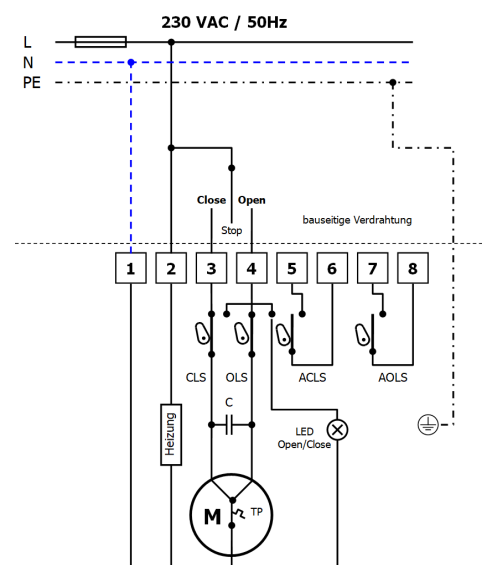 230 VAC / 50Hz
L
N
PE
Close Open
Stop
bauseitige Verdrahtung
1 2 3 4 5 6 7 8
CLS OLS ACLS AOLS
C
Heizung
LED
Open/Close
M TP